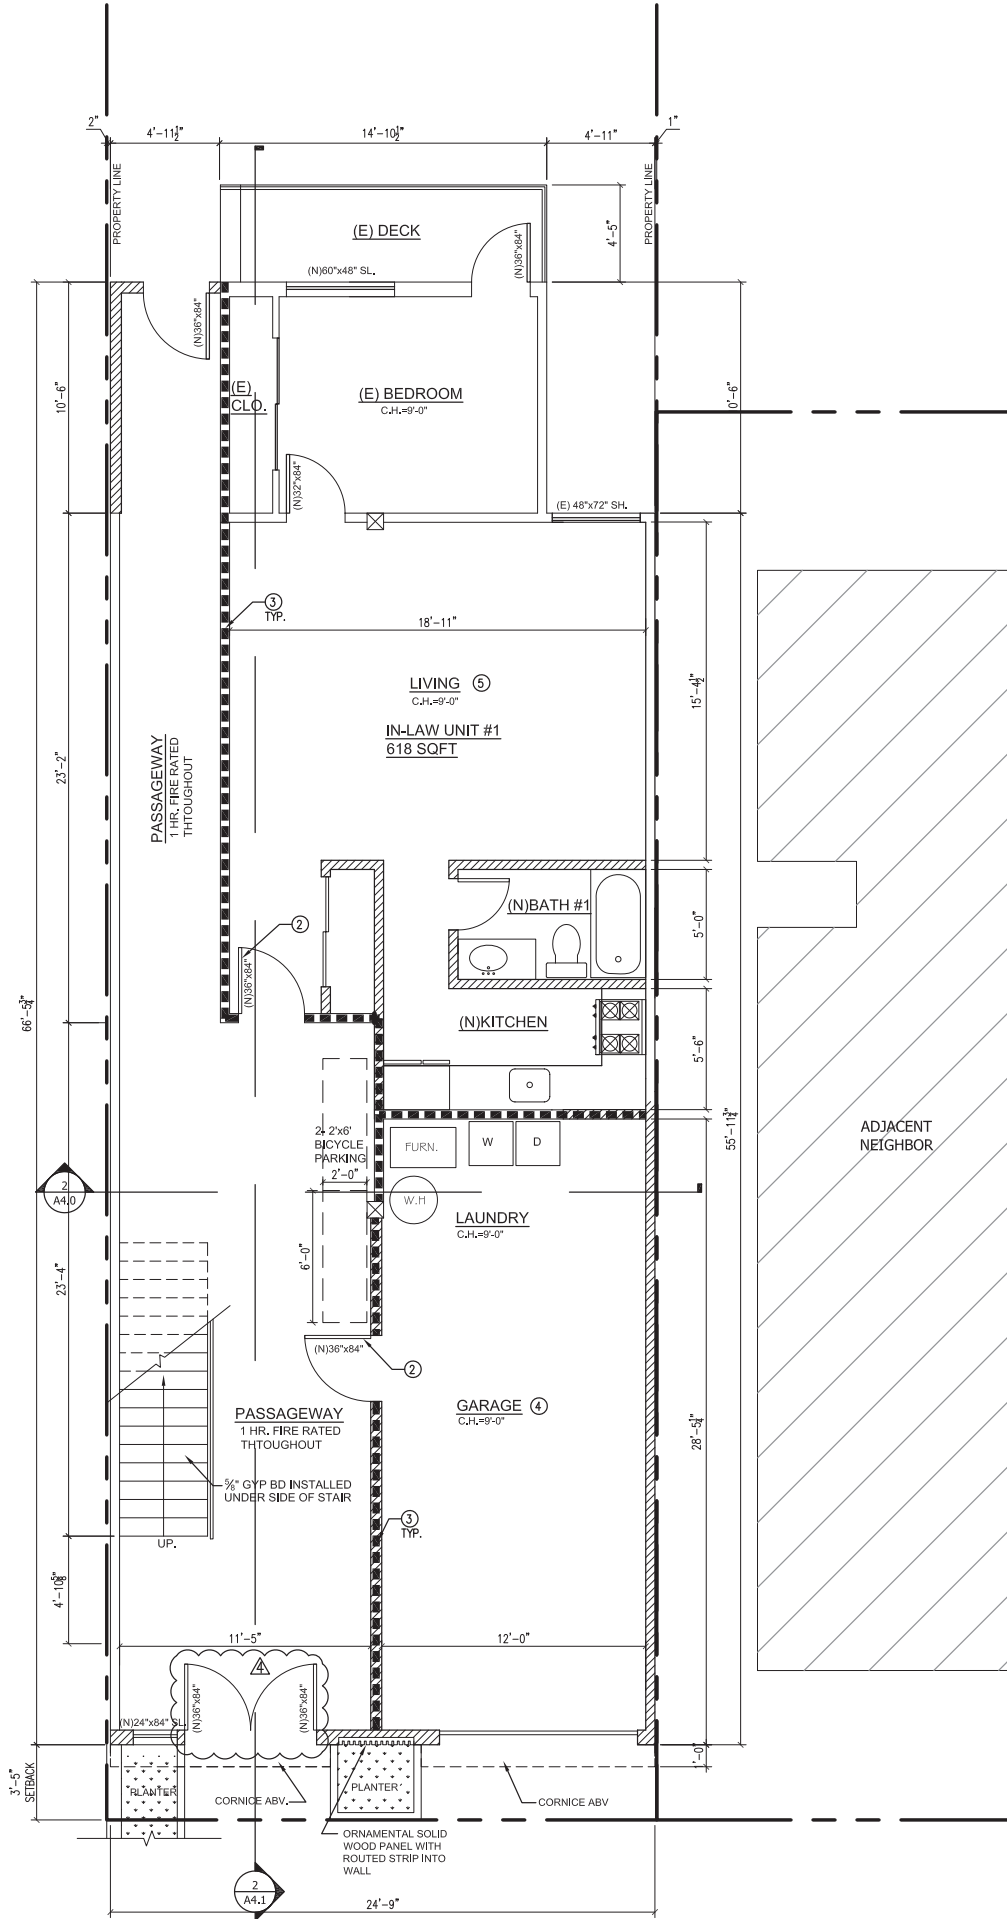 2"
4'-11½"
14'-10½"
4'-11"
1"
PROPERTY LINE
PROPERTY LINE
(E) DECK
4'-5"
(N)36"x84"
(N)60"x48" SL.
(N)36"x84"
10'-6"
(E)
CLO.
(E) BEDROOM
C.H.=9'-0"
0'-6"
(N)32"x84"
(E) 48"x72" SH.
3
TYP.
18'-11"
LIVING 5
C.H.=9'-0"
15'-4½"
IN-LAW UNIT #1
618 SQFT
PASSAGEWAY
1 HR. FIRE RATED
THTOUGHOUT
23'-2"
(N)BATH #1
5'-0"
2
(N)36"x84"
66'-5¾"
(N)KITCHEN
5'-6"
2- 2'x6'
BICYCLE
PARKING
2'-0"
FURN.
W
D
55'-11¾"
ADJACENT
NEIGHBOR
2
A4.0
W.H
LAUNDRY
C.H.=9'-0"
6'-0"
23'-4"
(N)36"x84"
2
GARAGE 4
C.H.=9'-0"
28'-5¼"
PASSAGEWAY
1 HR. FIRE RATED
THTOUGHOUT
⅝" GYP BD INSTALLED
UNDER SIDE OF STAIR
3
TYP.
UP.
4'-10⅝"
11'-5"
12'-0"
4
(N)36"x84"
(N)36"x84"
(N)24"x84" SL.
3'-5"
SETBACK
1'-0"
PLANTER
PLANTER
CORNICE ABV.
CORNICE ABV
ORNAMENTAL SOLID
WOOD PANEL WITH
ROUTED STRIP INTO
WALL
2
A4.1
24'-9"